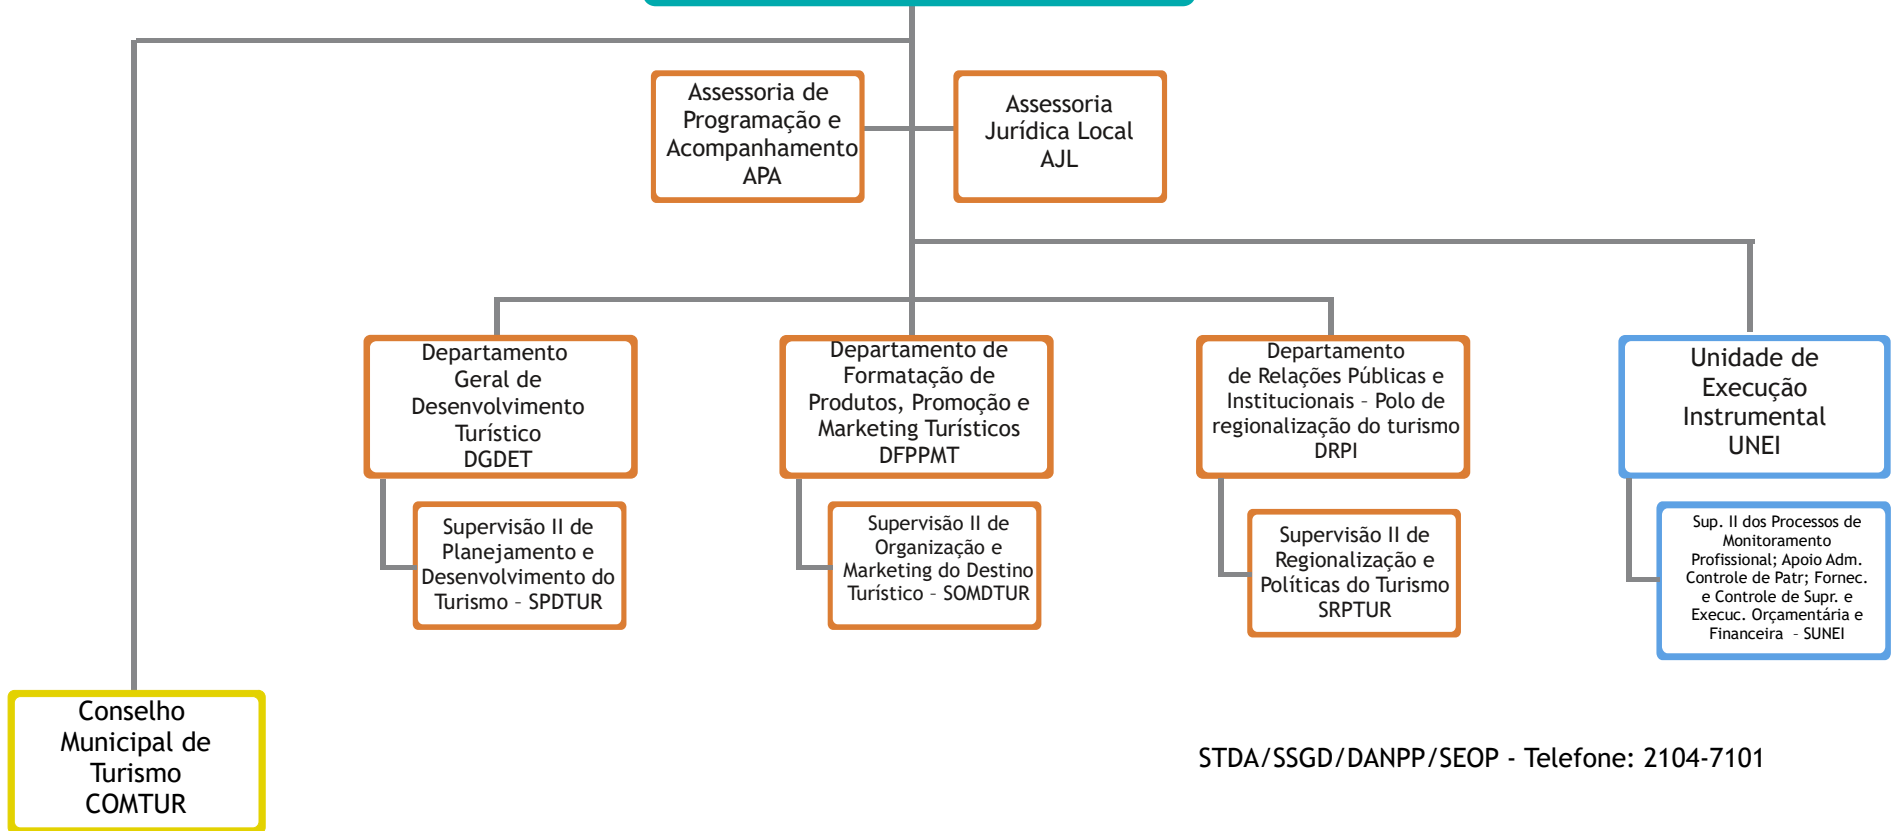 Assessoria de
Programação e
Acompanhamento
APA
Assessoria
Jurídica Local
AJL
Departamento
Geral de
Desenvolvimento
Turístico
DGDET
Departamento de
Formatação de
Produtos, Promoção e
Marketing Turísticos
DFPPMT
Departamento
de Relações Públicas e
Institucionais – Polo de
regionalização do turismo
DRPI
Unidade de
Execução
Instrumental
UNEI
Supervisão II de
Planejamento e
Desenvolvimento do
Turismo – SPDTUR
Supervisão II de
Organização e
Marketing do Destino
Turístico – SOMDTUR
Supervisão II de
Regionalização e
Políticas do Turismo
SRPTUR
Sup. II dos Processos de
Monitoramento
Profissional; Apoio Adm.
Controle de Patr; Fornec.
e Controle de Supr. e
Execuc. Orçamentária e
Financeira – SUNEI
Conselho
Municipal de
Turismo
COMTUR
STDA/SSGD/DANPP/SEOP - Telefone: 2104-7101